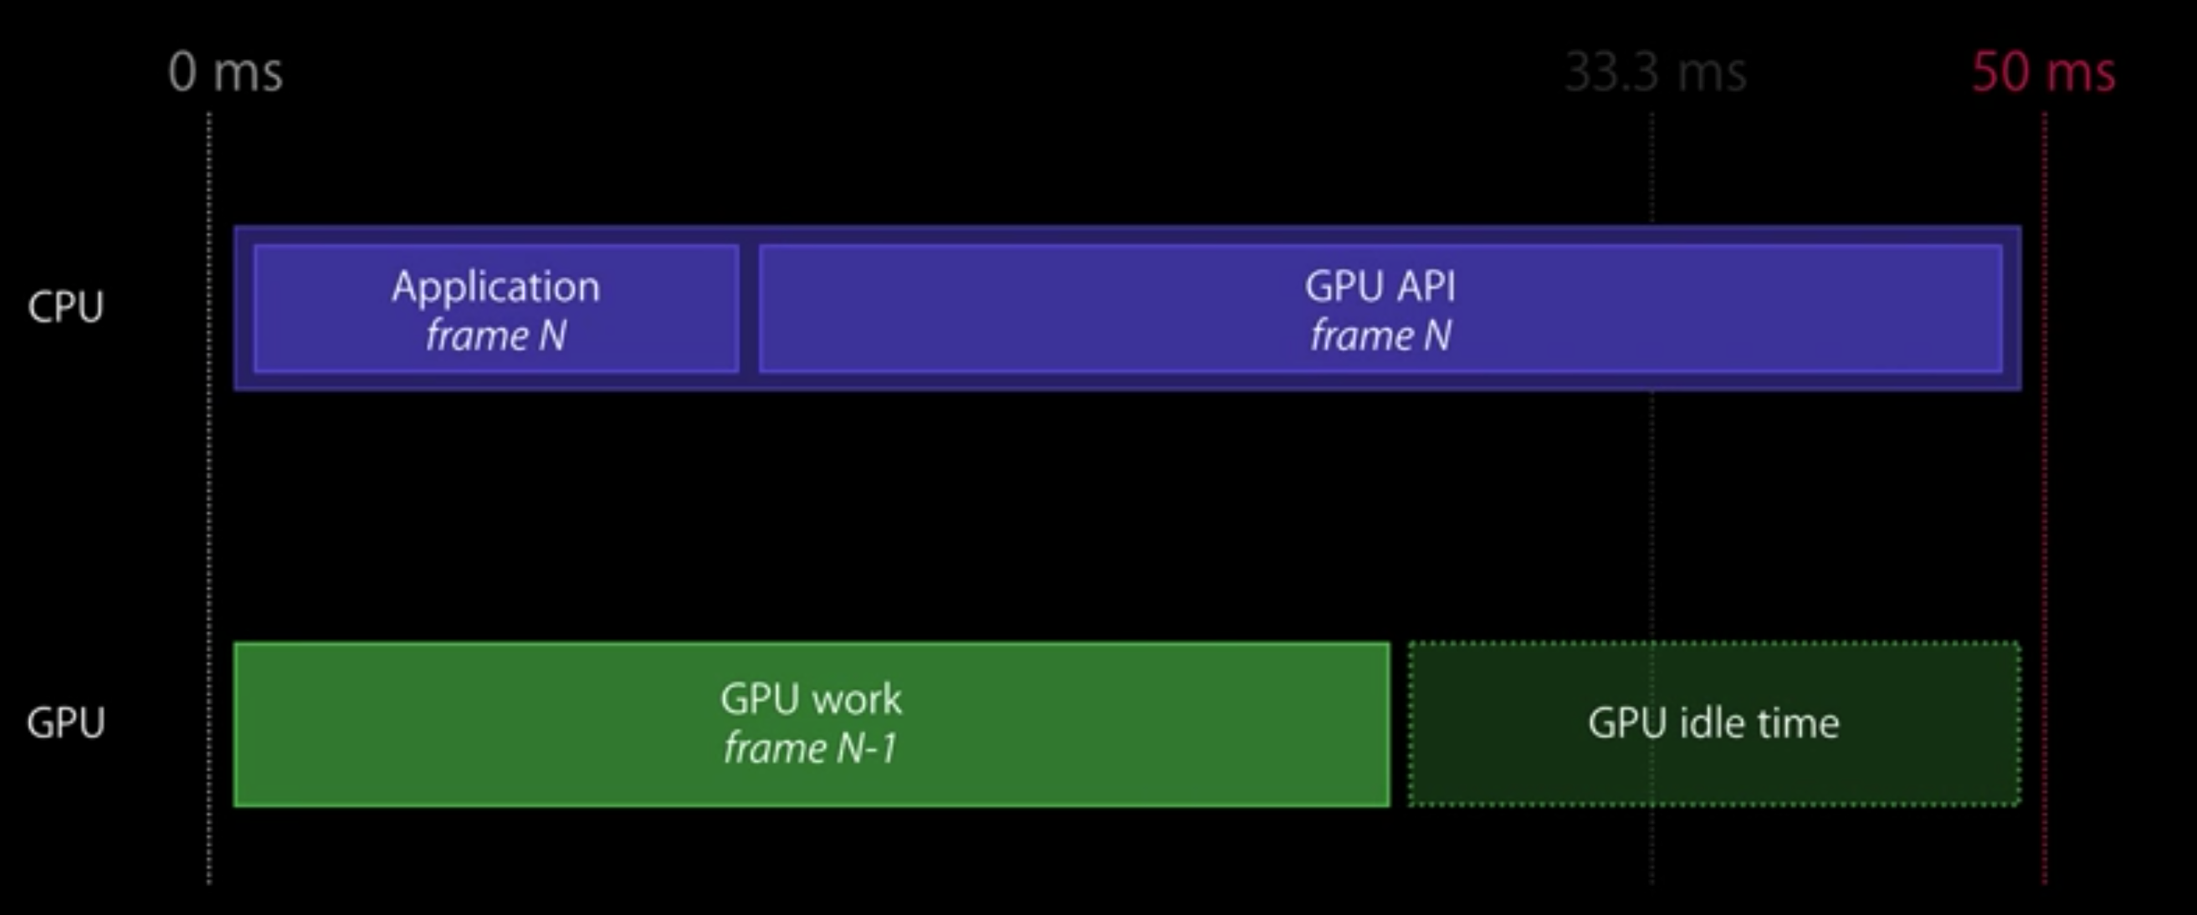 0 ms
33.3 ms
50 ms
CPU
Application
frame N
GPU API
frame N
GPU
GPU work
frame N-1
GPU idle time